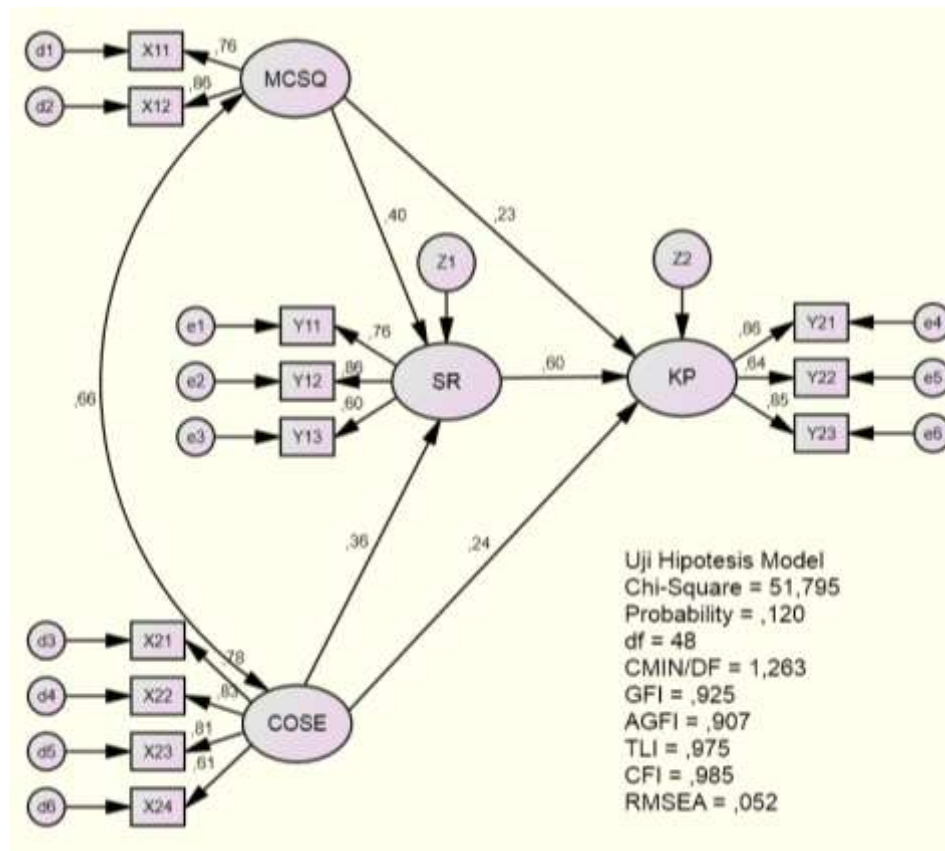 d1 X11 ,76
MCSQ
d2 X12 ,86
,40 ,23
Z1 Z2
e1 Y11 ,76
Y21 ,86 e4
e2 Y12 ,86
SR ,60 KP
,64 Y22 e5
,66
e3 Y13 ,60
,85 Y23 e6
,36 ,24
Uji Hipotesis Model
Chi-Square = 51,795
Probability = ,120
df = 48
CMIN/DF = 1,263
GFI = ,925
AGFI = ,907
TLI = ,975
CFI = ,985
RMSEA = ,052
d3 X21 ,78
d4 X22 ,83
COSE
d5 X23 ,81
d6 X24 ,61